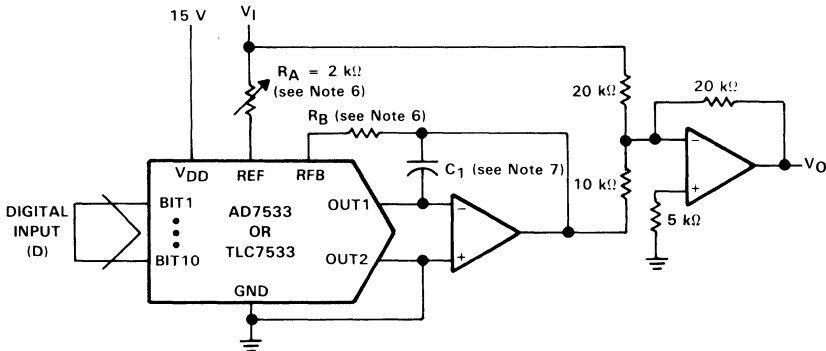 15 V
VI
RA = 2 kΩ
(see Note 6)
RB (see Note 6)
20 kΩ
20 kΩ
C1 (see Note 7)
10 kΩ
VO
VDD
REF
RFB
DIGITAL
INPUT
(D)
BIT1
BIT10
AD7533
OR
TLC7533
OUT1
OUT2
GND
−
+
−
+
5 kΩ